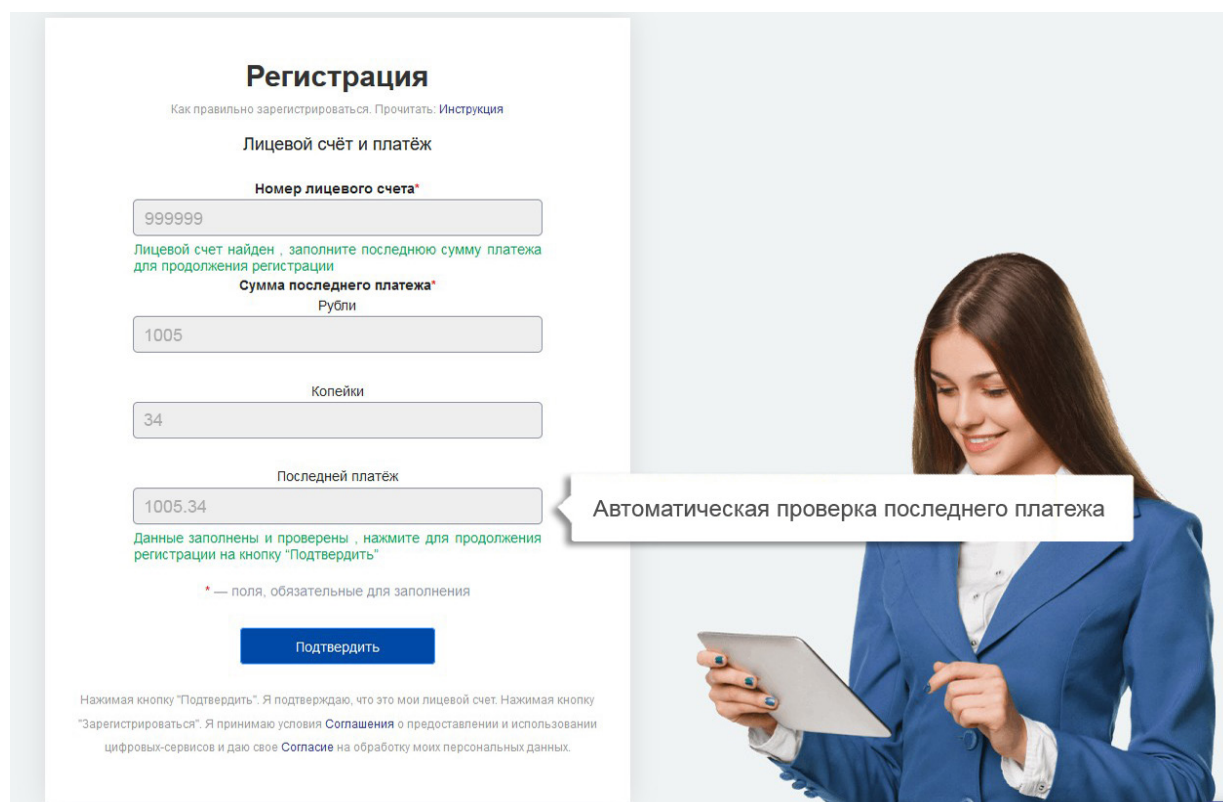 Регистрация
Как правильно зарегистрироваться. Прочитать: Инструкция
Лицевой счёт и платёж
Номер лицевого счета*
999999
Лицевой счет найден , заполните последнюю сумму платежа
для продолжения регистрации
Сумма последнего платежа*
Рубли
1005
Копейки
34
Последней платёж
1005.34
Автоматическая проверка последнего платежа
Данные заполнены и проверены , нажмите для продолжения
регистрации на кнопку "Подтвердить"
* — поля, обязательные для заполнения
Подтвердить
Нажимая кнопку "Подтвердить". Я подтверждаю, что это мои лицевой счет. Нажимая кнопку
"Зарегистрироваться". Я принимаю условия Соглашения о предоставлении и использовании
цифровых-сервисов и даю свое Согласие на обработку моих персональных данных.